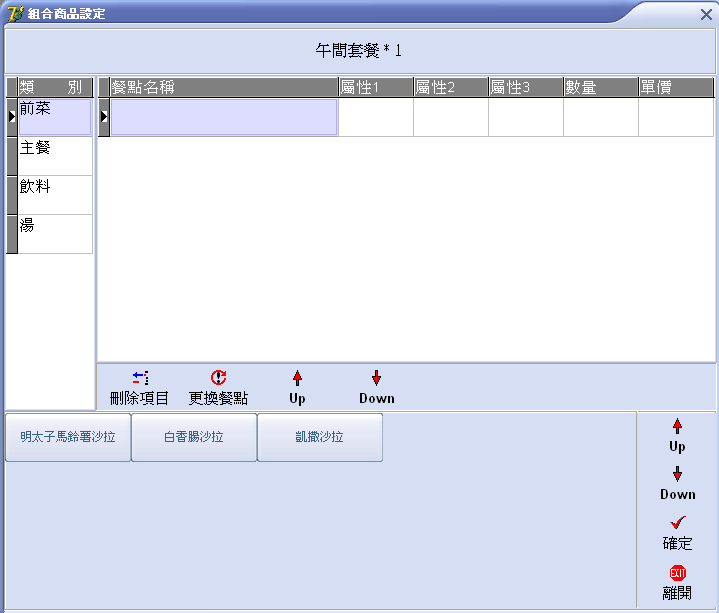 組合商品設定
午間套餐 * 1
類 別 餐點名稱 屬性1 屬性2 屬性3 數量 單價
前菜
主餐
飲料
湯
刪除項目 更換餐點 Up Down
明太子馬鈴薯沙拉 白香腸沙拉 凱撒沙拉
Up
Down
確定
EXIT
離開